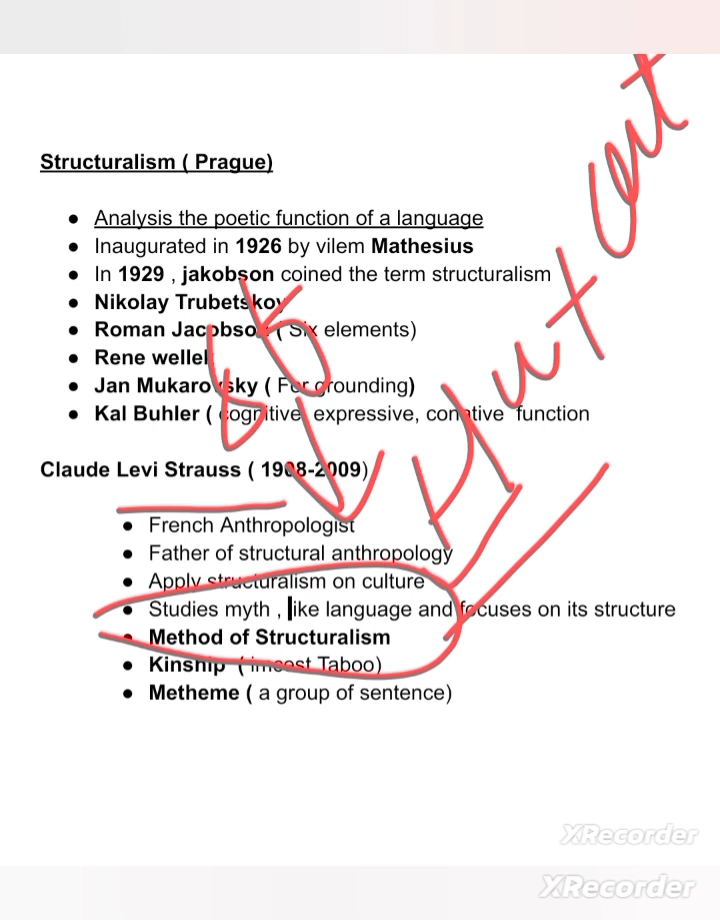 Structuralism ( Prague)
● Analysis the poetic function of a language
● Inaugurated in 1926 by vilem Mathesius
● In 1929 , jakobson coined the term structuralism
● Nikolay Trubetskoy
● Roman Jacobson ( Six elements)
● Rene wellek
● Jan Mukarovsky ( For grounding)
● Kal Buhler ( cognitive, expressive, conative function
Claude Levi Strauss ( 1908-2009)
● French Anthropologist
● Father of structural anthropology
● Apply structuralism on culture
● Studies myth , like language and focuses on its structure
● Method of Structuralism
● Kinship ( Taboo)
● Metheme ( a group of sentence)
XRecorder
XRecorder